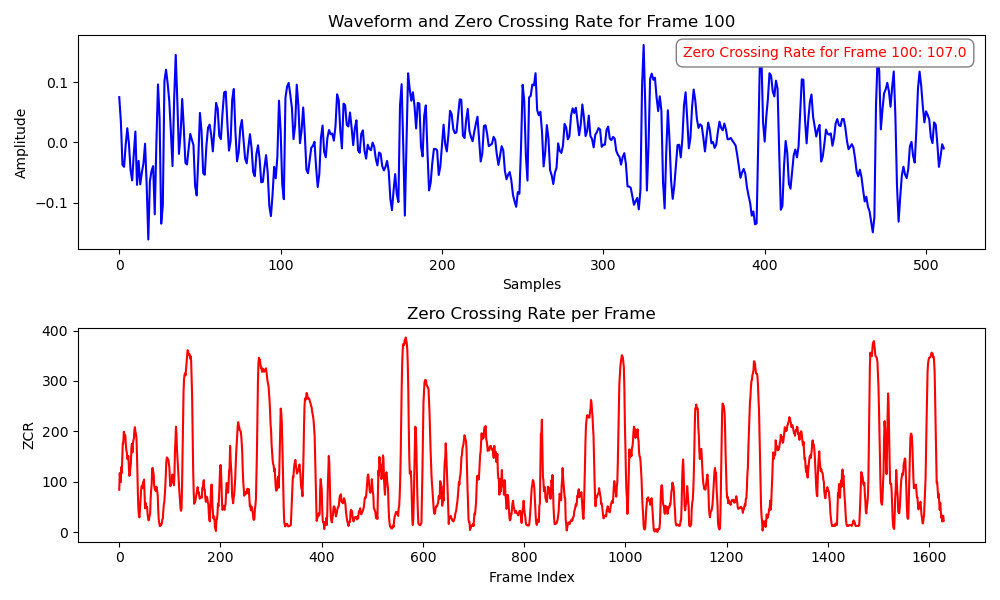 Waveform and Zero Crossing Rate for Frame 100
Zero Crossing Rate for Frame 100: 107.0
Amplitude
0.1
0.0
−0.1
0 100 200 300 400 500
Samples
Zero Crossing Rate per Frame
ZCR
400
300
200
100
0
0 200 400 600 800 1000 1200 1400 1600
Frame Index